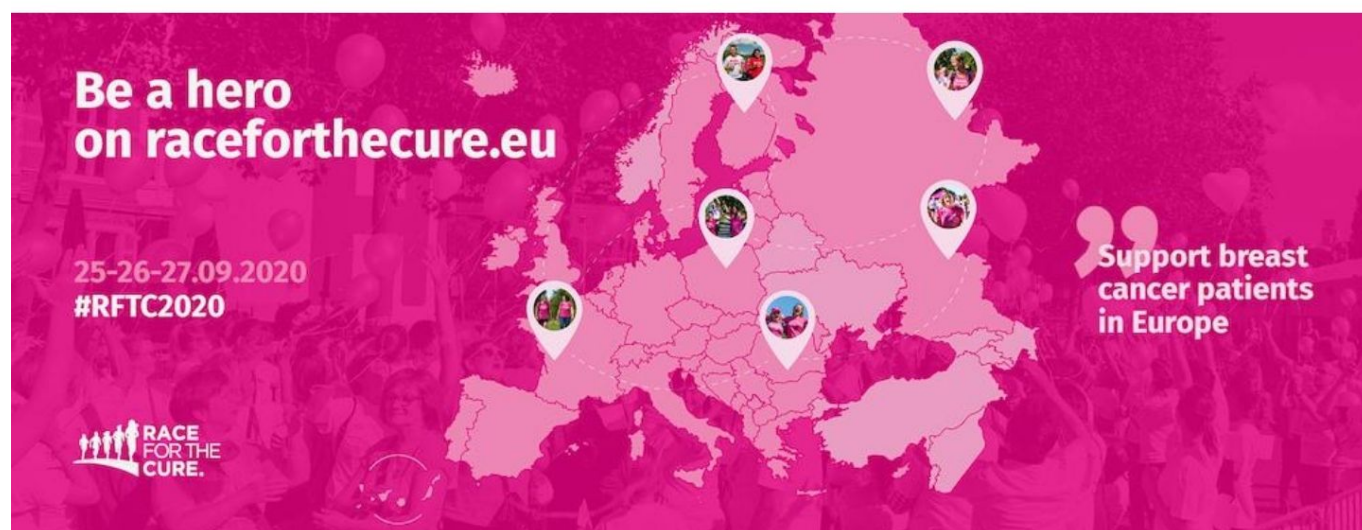 Be a hero
on raceforthecure.eu
25-26-27.09.2020
#RFTC2020
RACE
FOR THE
CURE.
”
Support breast
cancer patients
in Europe